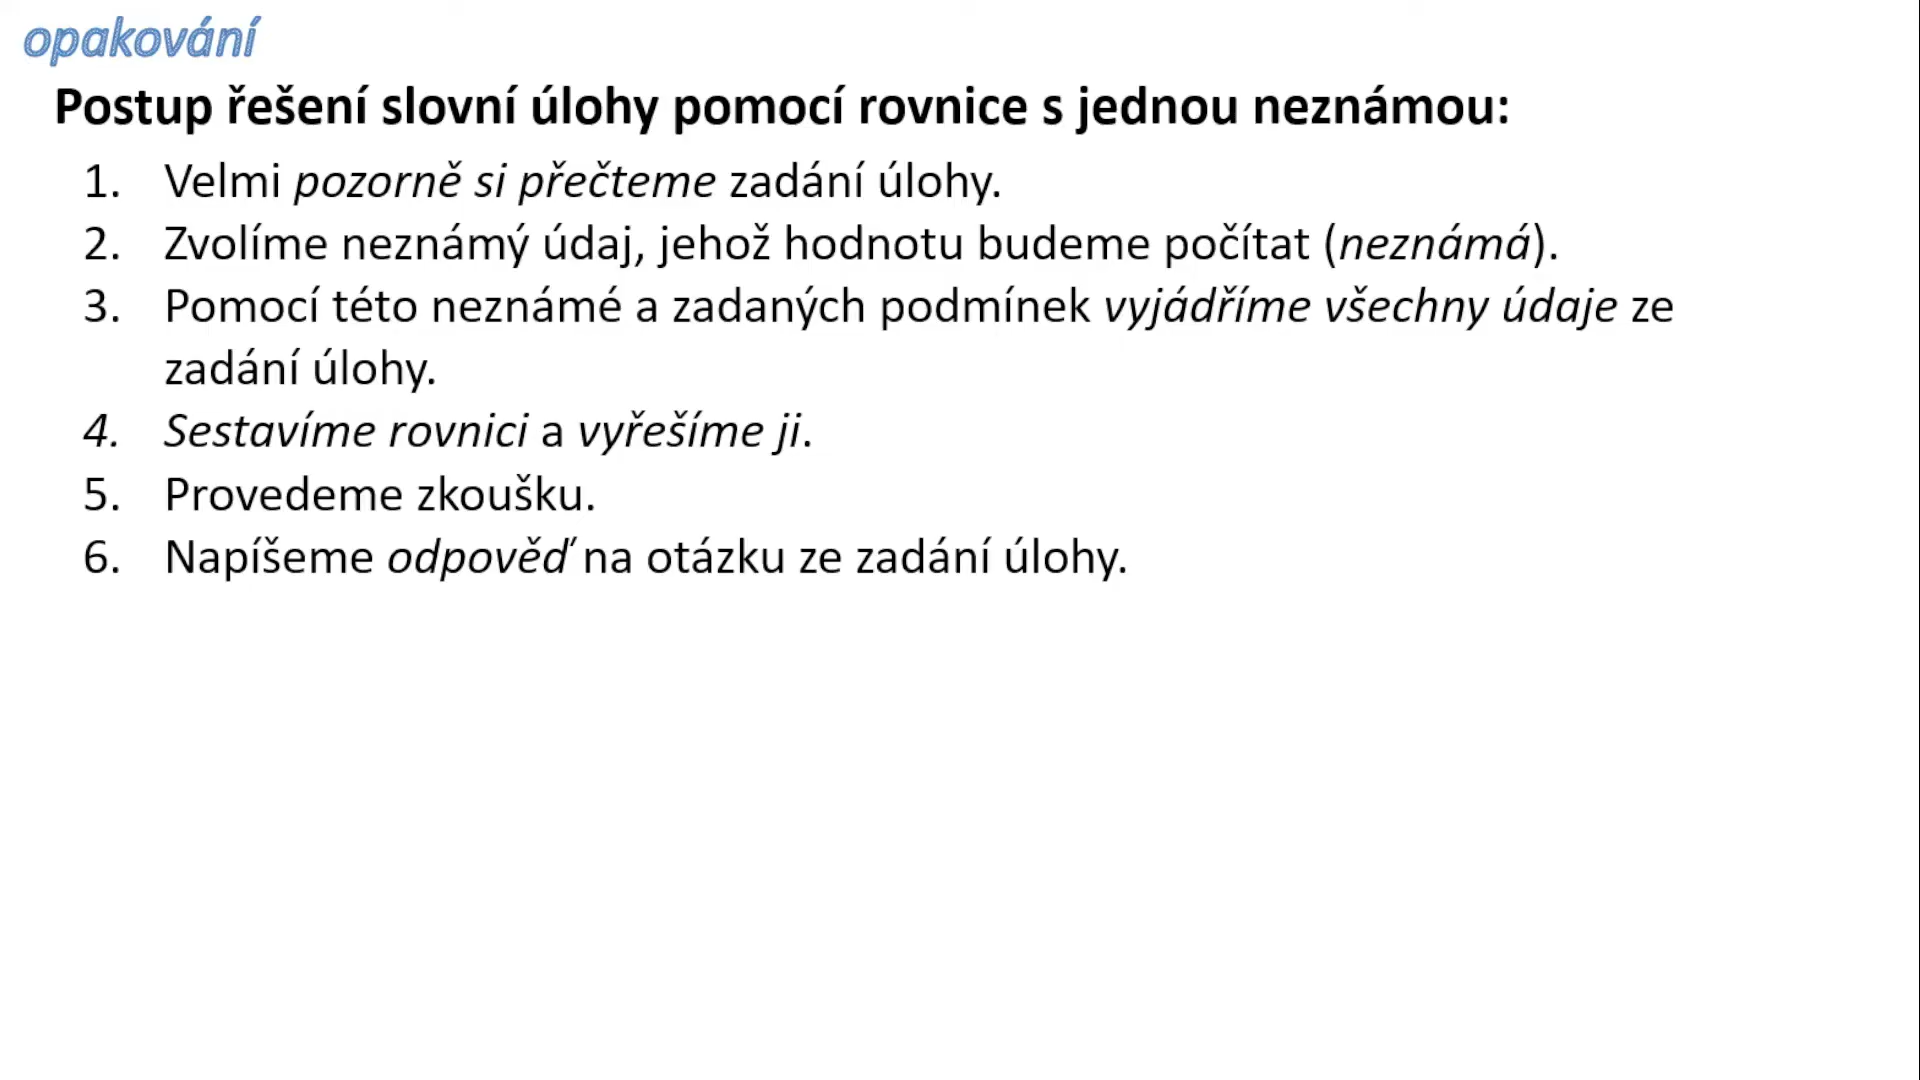 opakování
Postup řešení slovní úlohy pomocí rovnice s jednou neznámou:
1. Velmi pozorně si přečteme zadání úlohy.
2. Zvolíme neznámý údaj, jehož hodnotu budeme počítat (neznámá).
3. Pomocí této neznámé a zadaných podmínek vyjádříme všechny údaje ze
zadání úlohy.
4. Sestavíme rovnici a vyřešíme ji.
5. Provedeme zkoušku.
6. Napíšeme odpověď na otázku ze zadání úlohy.